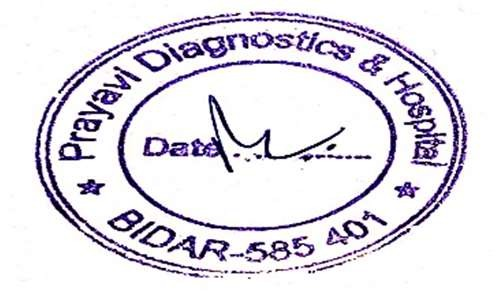 Prayavi Diagnostics & Hospital
Date.............
BIDAR-585 401